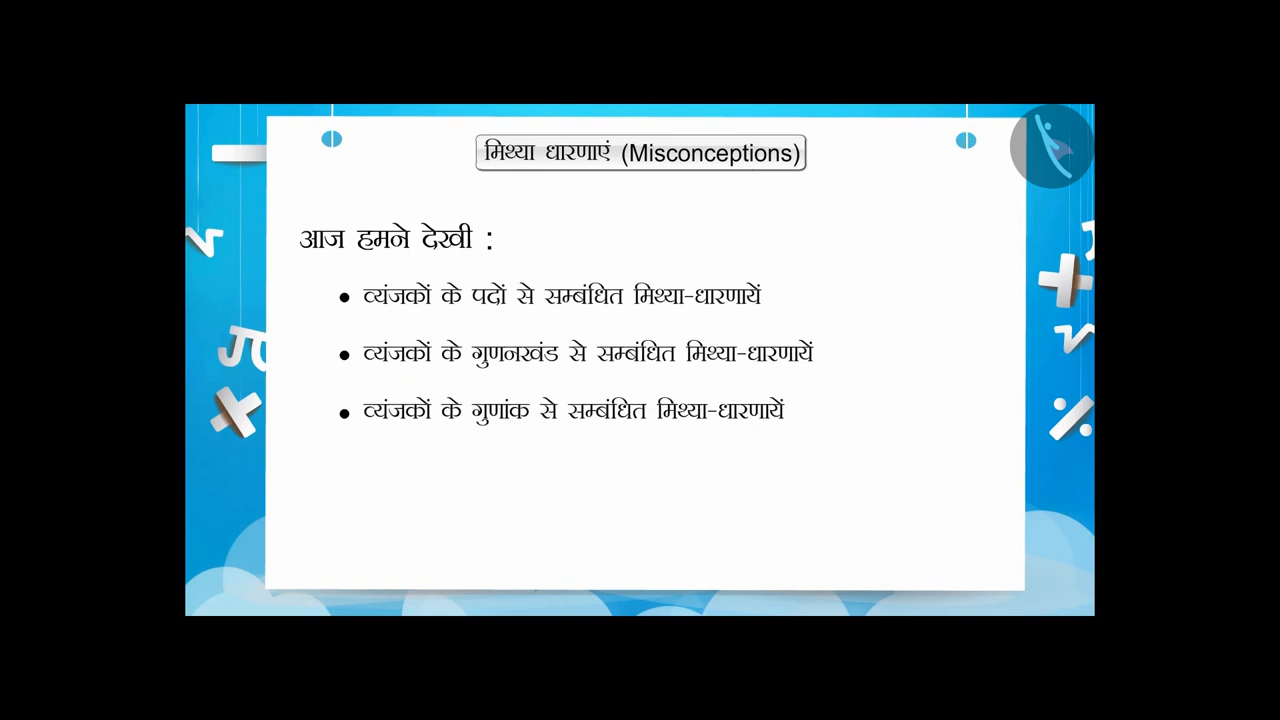 मिथ्या धारणाएं (Misconceptions)
आज हमने देखी :
• व्यंजकों के पदों से सम्बंधित मिथ्या-धारणायें
• व्यंजकों के गुणनखंड से सम्बंधित मिथ्या-धारणायें
• व्यंजकों के गुणांक से सम्बंधित मिथ्या-धारणायें